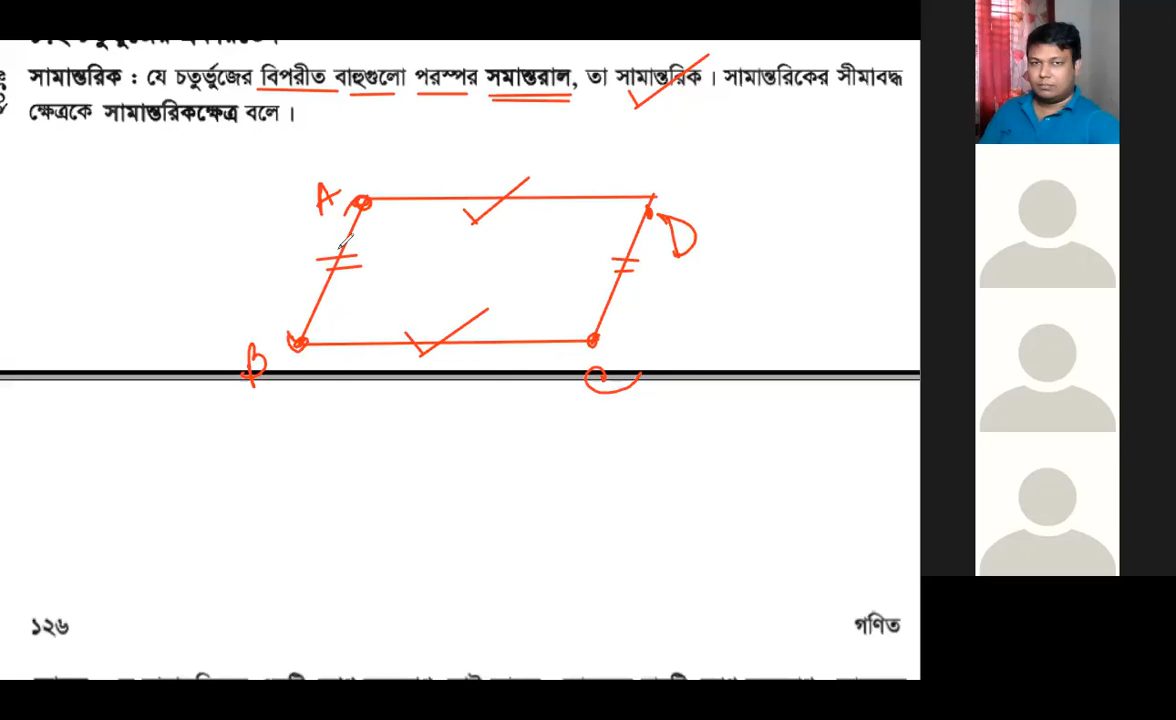 সামান্তরিক : যে চতুর্ভুজের বিপরীত বাহুগুলো পরস্পর সমান্তরাল, তা সামান্তরিক। সামান্তরিকের সীমাবদ্ধ
ক্ষেত্রকে সামান্তরিকক্ষেত্র বলে।
A
D
B
C
১২৬
গণিত